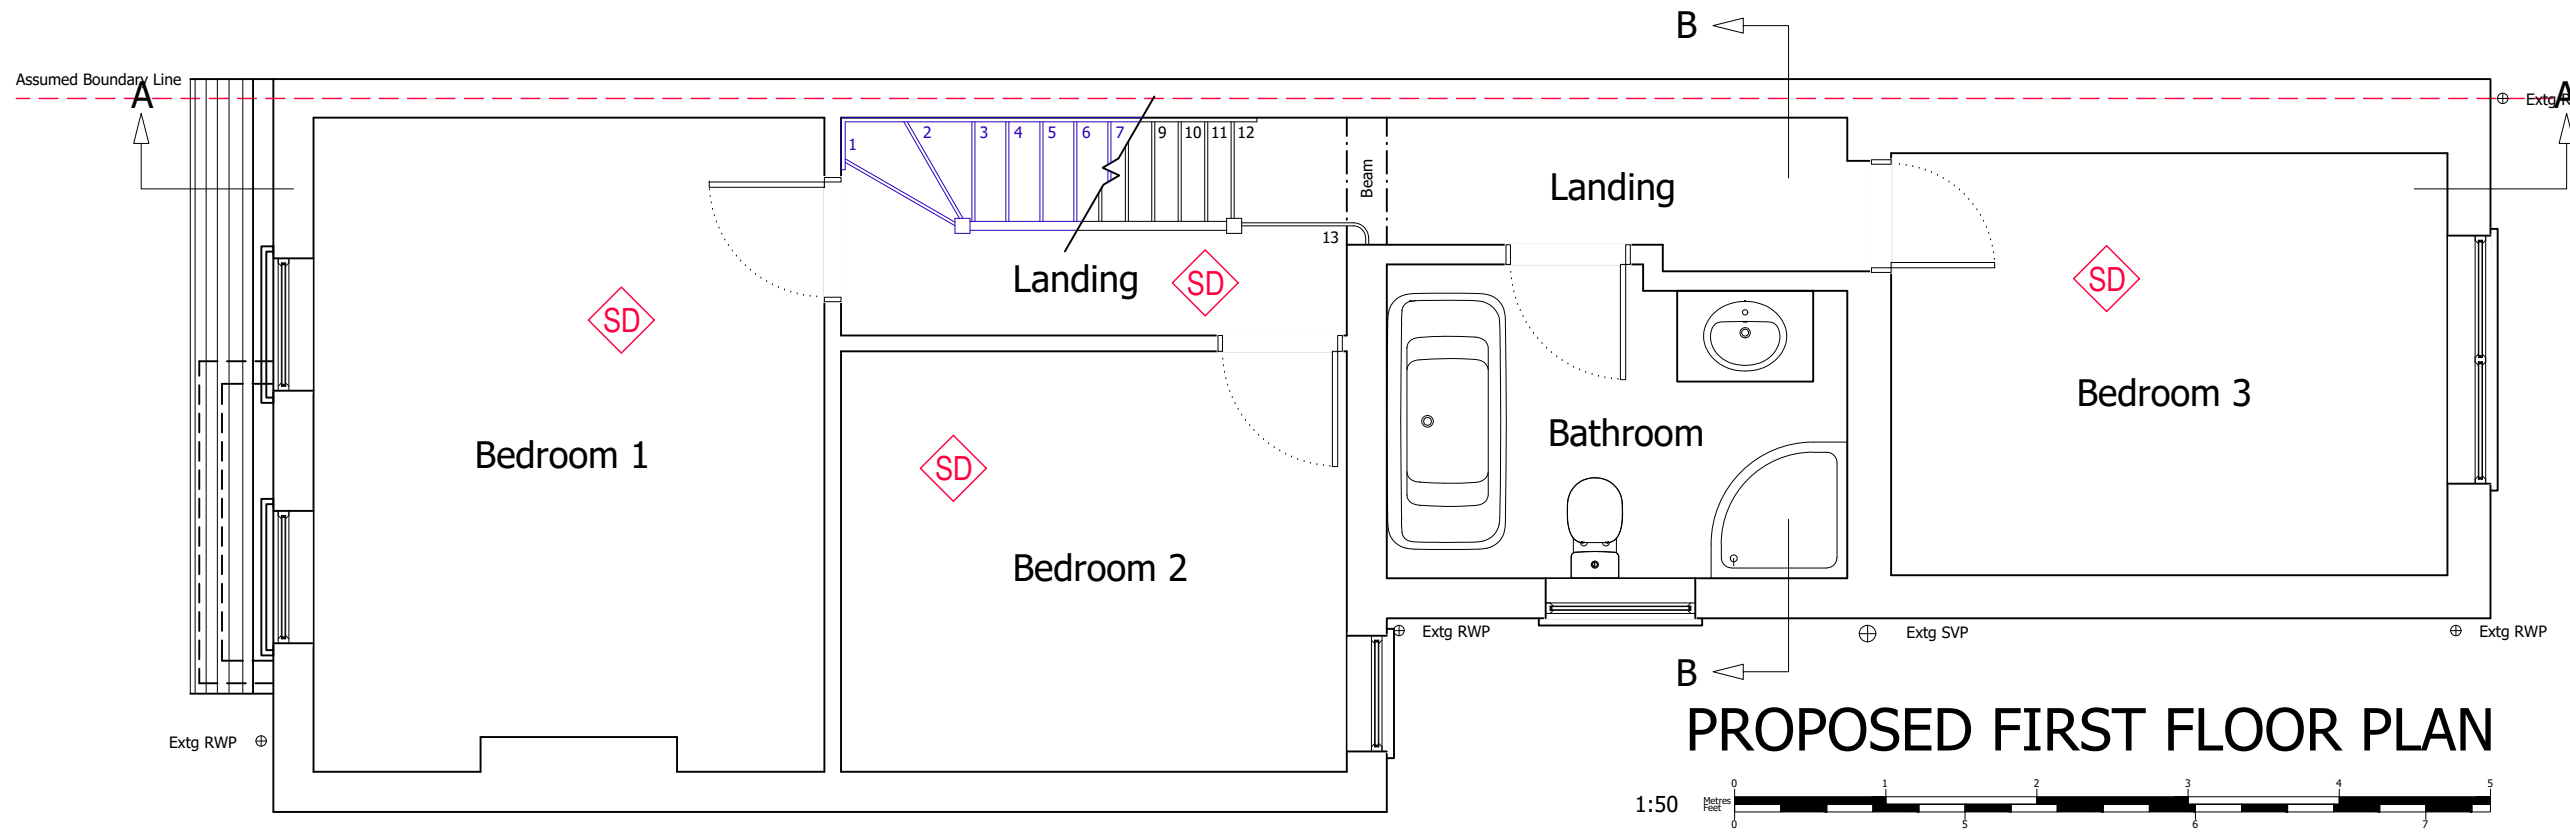 B
Assumed Boundary Line
A
A
Extg R
1
2
3
4
5
6
7
9
10
11
12
13
Beam
Landing
Landing
SD
SD
SD
SD
Bedroom 1
Bedroom 2
Bathroom
Bedroom 3
Extg RWP
Extg SVP
Extg RWP
B
Extg RWP
PROPOSED FIRST FLOOR PLAN
1:50
Metres
Feet
0 1 2 3 4 5
0 5 6 7